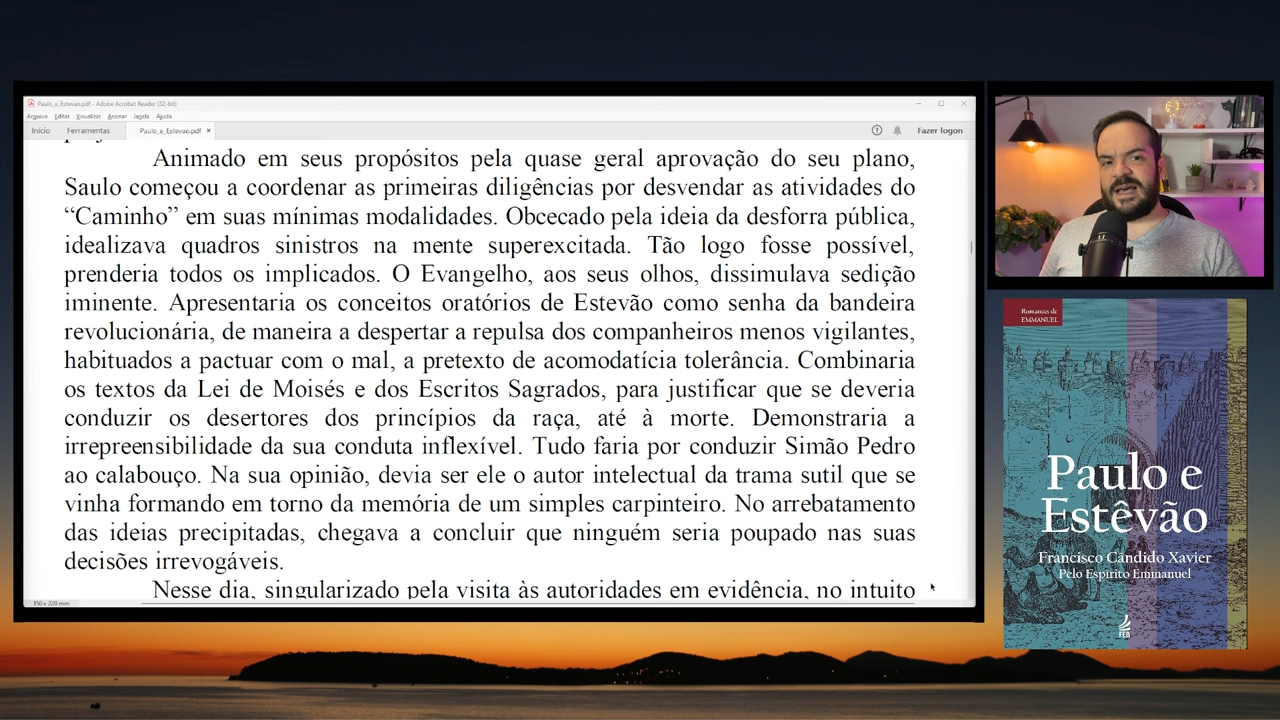 Paulo_e_Estevao.pdf - Adobe Acrobat Reader (32-bit)
Arquivo Editar Visualizar Assinar Janela Ajuda
Início Ferramentas Paulo_e_Estevao.pdf × Fazer logon
Animado em seus propósitos pela quase geral aprovação do seu plano,
Saulo começou a coordenar as primeiras diligências por desvendar as atividades do
“Caminho” em suas mínimas modalidades. Obcecado pela ideia da desforra pública,
idealizava quadros sinistros na mente superexcitada. Tão logo fosse possível,
prenderia todos os implicados. O Evangelho, aos seus olhos, dissimulava sedição
iminente. Apresentaria os conceitos oratórios de Estevão como senha da bandeira
revolucionária, de maneira a despertar a repulsa dos companheiros menos vigilantes,
habituados a pactuar com o mal, a pretexto de acomodatícia tolerância. Combinaria
os textos da Lei de Moisés e dos Escritos Sagrados, para justificar que se deveria
conduzir os desertores dos princípios da raça, até à morte. Demonstraria a
irrepreensibilidade da sua conduta inflexível. Tudo faria por conduzir Simão Pedro
ao calabouço. Na sua opinião, devia ser ele o autor intelectual da trama sutil que se
vinha formando em torno da memória de um simples carpinteiro. No arrebatamento
das ideias precipitadas, chegava a concluir que ninguém seria poupado nas suas
decisões irrevogáveis.
Nesse dia, singularizado pela visita às autoridades em evidência, no intuito
150 x 220 mm
Romances de
EMMANUEL
Paulo e
Estêvão
Francisco Cândido Xavier
Pelo Espírito Emmanuel
FEB